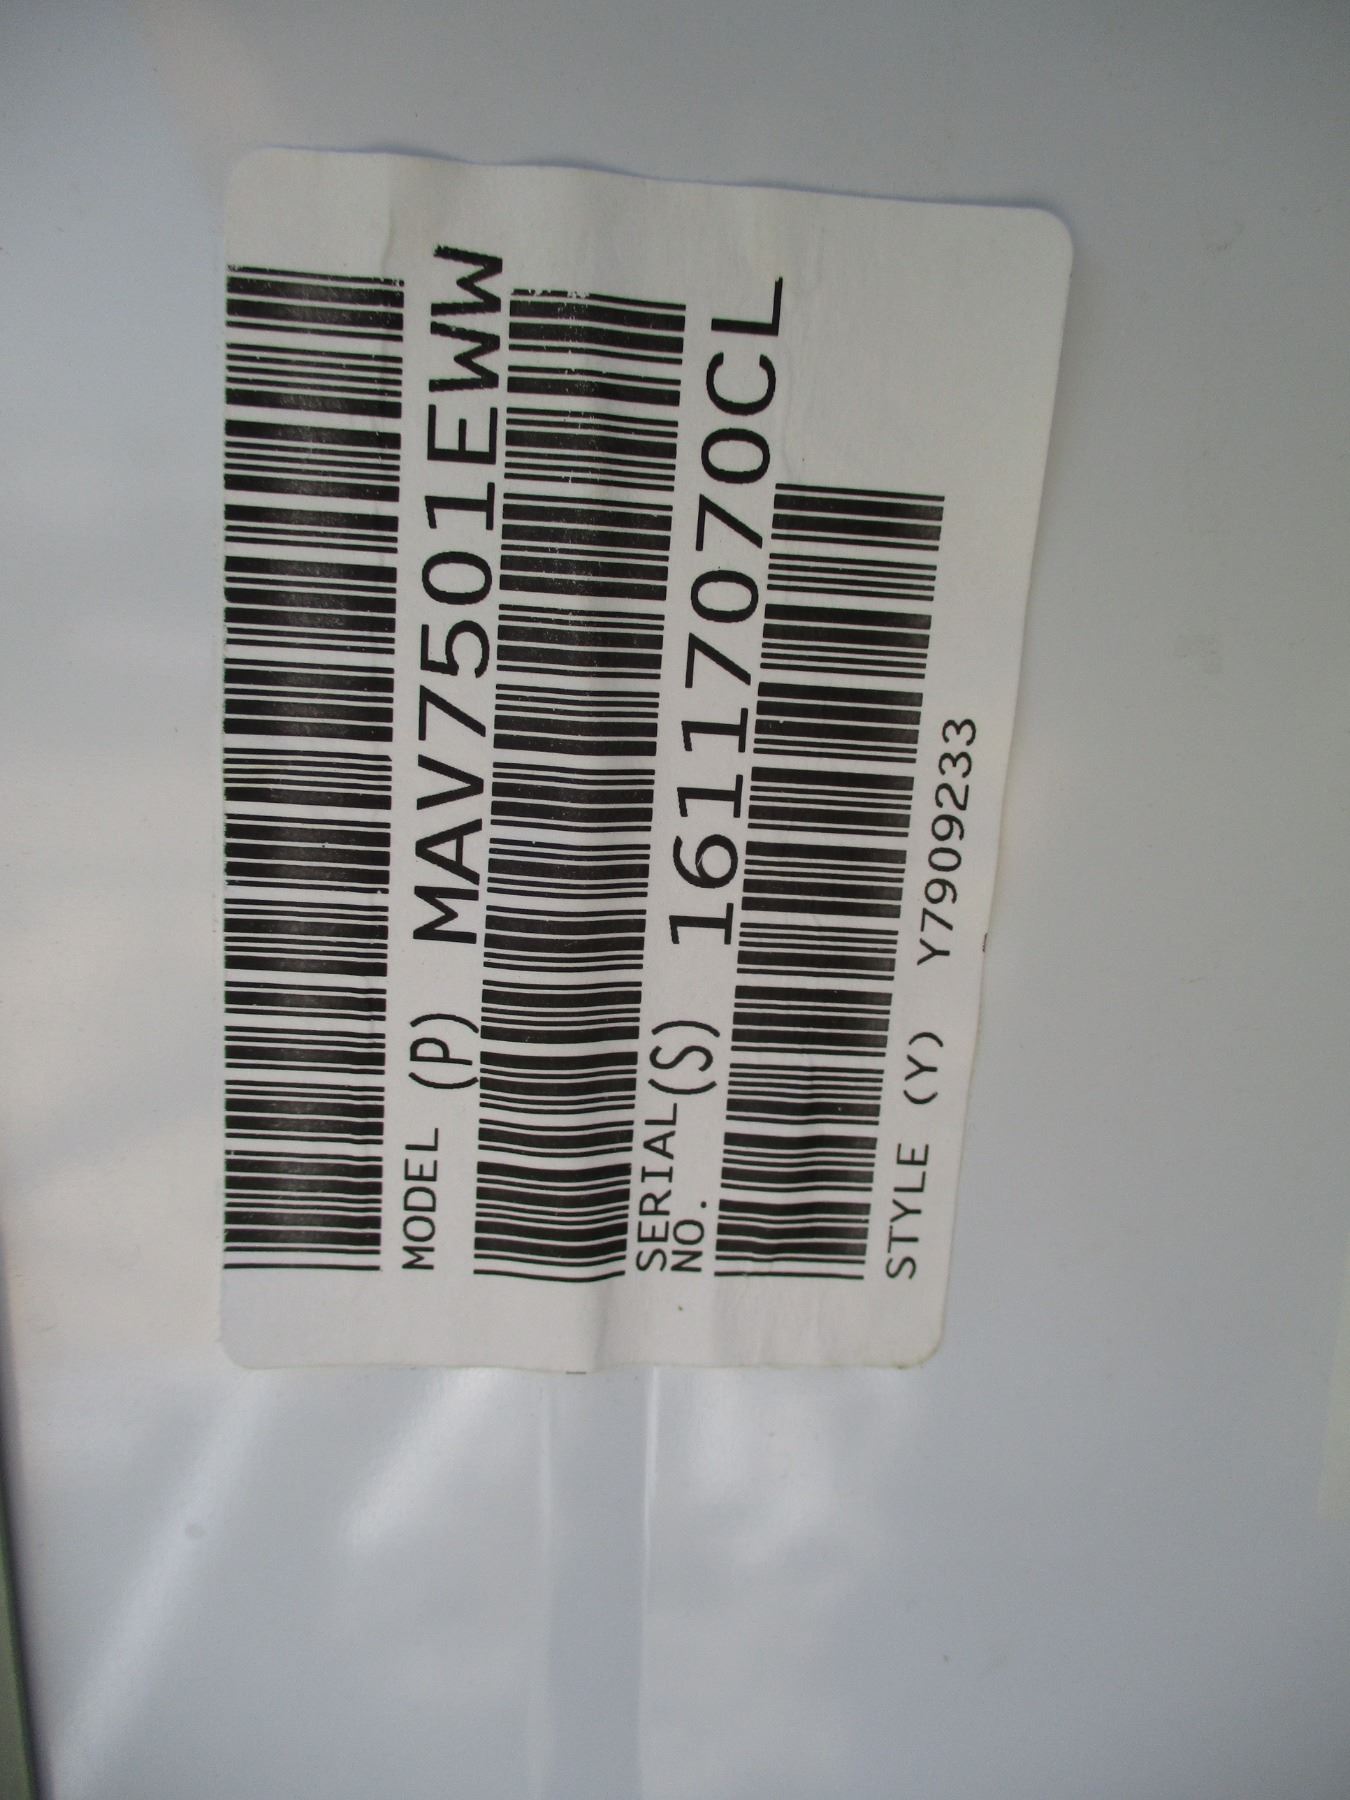 MODEL (P) MAV7501EWW
SERIAL NO. (S) 16117070CL
STYLE (Y) Y7909233